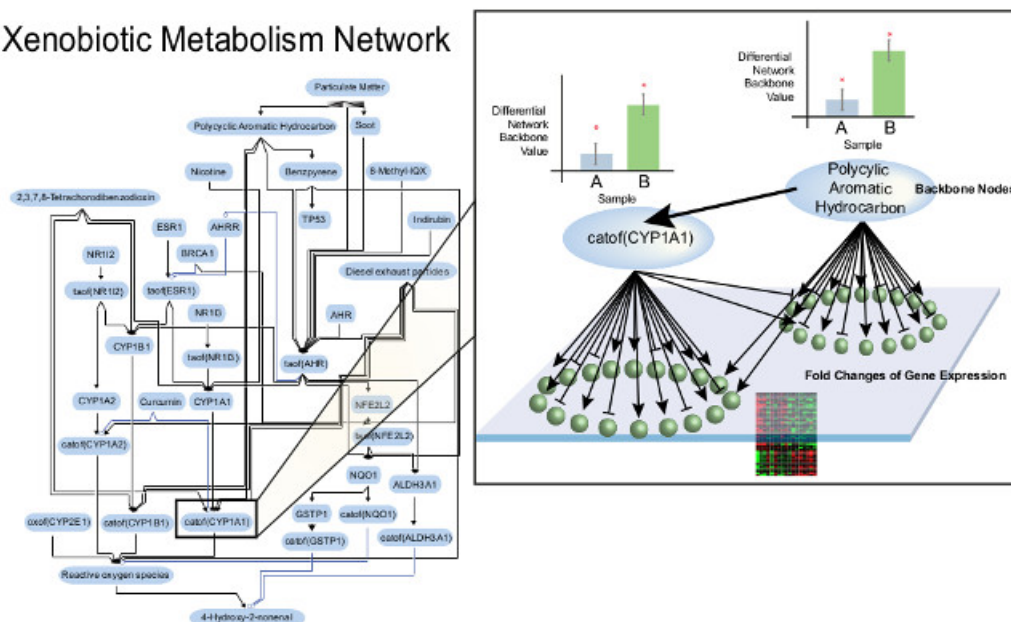 Xenobiotic Metabolism Network
Particulate Matter
Polycyclic Aromatic Hydrocarbon
Soot
Nicotine
Benzpyrene
8-Methyl-IQX
2,3,7,8-Tetrachorodibenzodioxin
TP53
Indirubin
ESR1
AHRR
BRCA1
NR1I2
Diesel exhaust particles
taof(NR1I2)
taof(ESR1)
NR1I3
AHR
CYP1B1
taof(NR1I3)
taof(AHR)
CYP1A2
Curcumin
CYP1A1
NFE2L2
catof(CYP1A2)
taof(NFE2L2)
NQO1
ALDH3A1
oxof(CYP2E1)
catof(CYP1B1)
catof(CYP1A1)
GSTP1
catof(NQO1)
catof(GSTP1)
catof(ALDH3A1)
Reactive oxygen species
4-Hydroxy-2-nonenal
Differential
Network
Backbone
Value
*
*
A B
Sample
Differential
Network
Backbone
Value
*
*
A B
Sample
Polycylic
Aromatic
Hydrocarbon
Backbone Nodes
catof(CYP1A1)
Fold Changes of Gene Expression